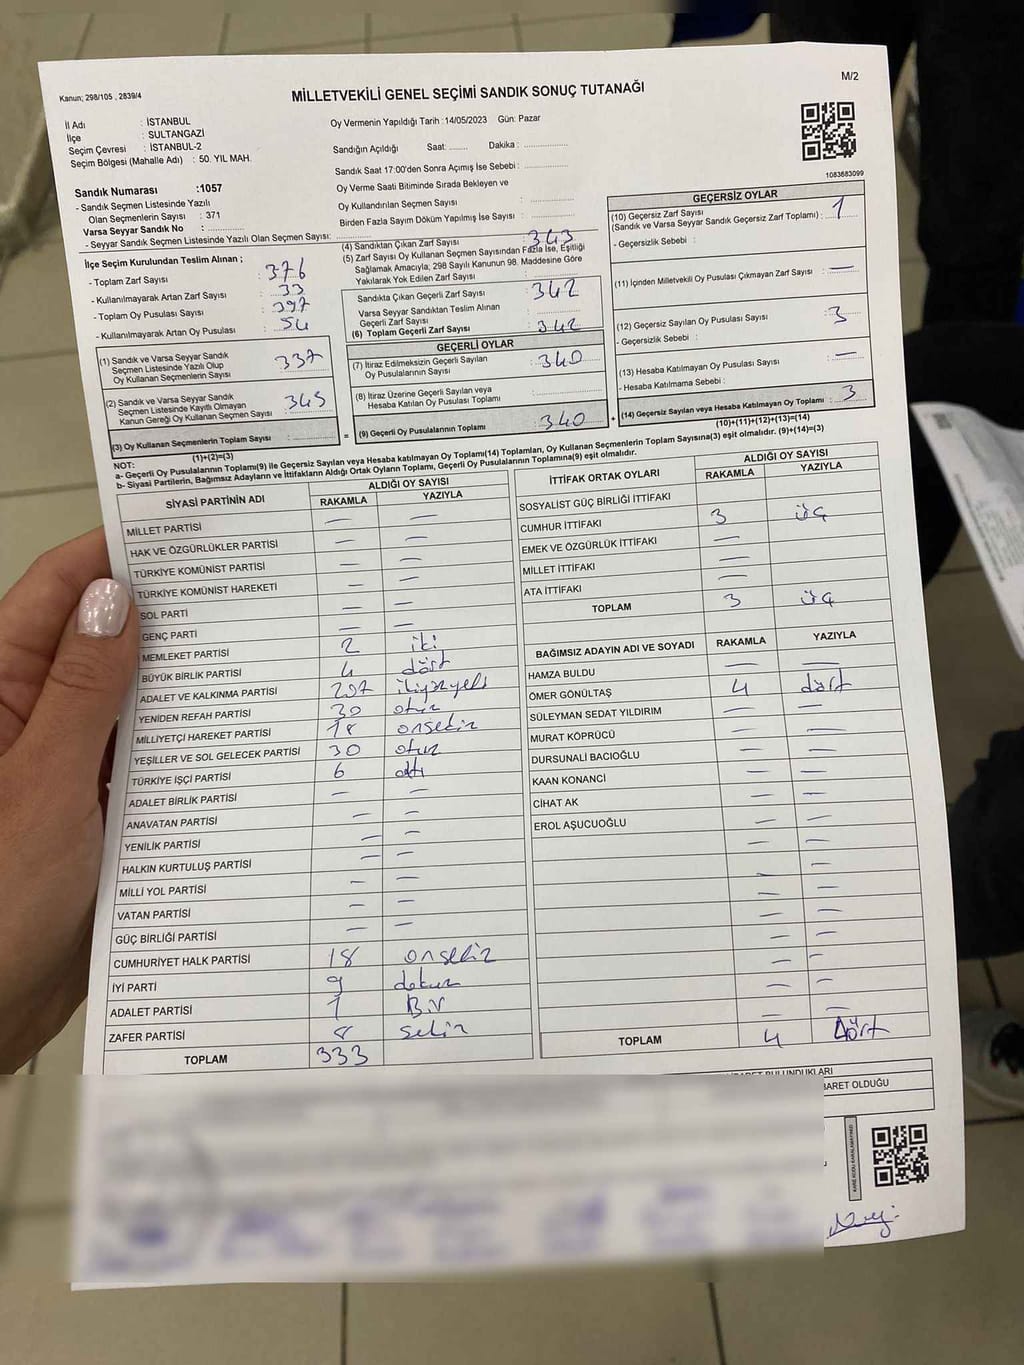 Kanun; 298/105 , 2839/4
M/2
MİLLETVEKİLİ GENEL SEÇİMİ SANDIK SONUÇ TUTANAĞI
İl Adı : İSTANBUL
İlçe : SULTANGAZİ
Seçim Çevresi : İSTANBUL-2
Seçim Bölgesi (Mahalle Adı) : 50. YIL MAH.
Sandık Numarası :1057
- Sandık Seçmen Listesinde Yazılı
Olan Seçmenlerin Sayısı : 371
Varsa Seyyar Sandık No :
- Seyyar Sandık Seçmen Listesinde Yazılı Olan Seçmen Sayısı:
Oy Vermenin Yapıldığı Tarih : 14/05/2023 Gün: Pazar
Sandığın Açıldığı Saat: Dakika :
Sandık Saat 17:00'den Sonra Açımış İse Sebebi :
Oy Verme Saati Bitiminde Sırada Bekleyen ve
Oy Kullandırılan Seçmen Sayısı :
Birden Fazla Sayım Döküm Yapılmış İse Sayısı :
1083683099
İlçe Seçim Kurulundan Teslim Alınan ;
- Toplam Zarf Sayısı : 376
- Kullanılmayarak Artan Zarf Sayısı : 33
- Toplam Oy Pusulası Sayısı : 397
- Kullanılmayarak Artan Oy Pusulası : 54
(1) Sandık ve Varsa Seyyar Sandık
Seçmen Listesinde Yazılı Olup
Oy Kullanan Seçmenlerin Sayısı : 337
(2) Sandık ve Varsa Seyyar Sandık
Seçmen Listesinde Kayıtlı Olmayan
Kanun Gereği Oy Kullanan Seçmen Sayısı : 345
(3) Oy Kullanan Seçmenlerin Toplam Sayısı :
(1)+(2)=(3)
(4) Sandıktan Çıkan Zarf Sayısı : 343
(5) Zarf Sayısı Oy Kullanan Seçmen Sayısından Fazla İse, Eşitliği
Sağlamak Amacıyla; 298 Sayılı Kanunun 98. Maddesine Göre
Yakılarak Yok Edilen Zarf Sayısı :
Sandıkta Çıkan Geçerli Zarf Sayısı : 342
Varsa Seyyar Sandıktan Teslim Alınan
Geçerli Zarf Sayısı :
(6) Toplam Geçerli Zarf Sayısı : 342
GEÇERLİ OYLAR
(7) İtiraz Edilmeksizin Geçerli Sayılan
Oy Pusulalarının Sayısı : 340
(8) İtiraz Üzerine Geçerli Sayılan veya
Hesaba Katılan Oy Pusulası Toplamı :
= (9) Geçerli Oy Pusulalarının Toplamı : 340 +
GEÇERSİZ OYLAR
(10) Geçersiz Zarf Sayısı
(Sandık ve Varsa Seyyar Sandık Geçersiz Zarf Toplamı) : 1
- Geçersizlik Sebebi :
(11) İçinden Milletvekili Oy Pusulası Çıkmayan Zarf Sayısı : —
(12) Geçersiz Sayılan Oy Pusulası Sayısı : 3
- Geçersizlik Sebebi :
(13) Hesaba Katılmayan Oy Pusulası Sayısı : —
- Hesaba Katılmama Sebebi :
(14) Geçersiz Sayılan veya Hesaba Katılmayan Oy Toplamı : 3
(10)+(11)+(12)+(13)=(14)
NOT:
a- Geçerli Oy Pusulalarının Toplamı(9) ile Geçersiz Sayılan veya Hesaba katılmayan Oy Toplamı(14) Toplamları, Oy Kullanan Seçmenlerin Toplam Sayısına(3) eşit olmalıdır. (9)+(14)=(3)
b- Siyasi Partilerin, Bağımsız Adayların ve İttifakların Aldığı Ortak Oyların Toplamı, Geçerli Oy Pusulalarının Toplamına(9) eşit olmalıdır.
SİYASİ PARTİNİN ADI ALDIĞI OY SAYISI
RAKAMLA YAZIYLA
MİLLET PARTİSİ — —
HAK VE ÖZGÜRLÜKLER PARTİSİ — —
TÜRKİYE KOMÜNİST PARTİSİ — —
TÜRKİYE KOMÜNİST HAREKETİ — —
SOL PARTİ — —
GENÇ PARTİ — —
MEMLEKET PARTİSİ 2 iki
BÜYÜK BİRLİK PARTİSİ 4 dört
ADALET VE KALKINMA PARTİSİ 207 ikiyüzyedi
YENİDEN REFAH PARTİSİ 30 otuz
MİLLİYETÇİ HAREKET PARTİSİ 18 onsekiz
YEŞİLLER VE SOL GELECEK PARTİSİ 30 otuz
TÜRKİYE İŞÇİ PARTİSİ 6 altı
ADALET BİRLİK PARTİSİ — —
ANAVATAN PARTİSİ — —
YENİLİK PARTİSİ — —
HALKIN KURTULUŞ PARTİSİ — —
MİLLİ YOL PARTİSİ — —
VATAN PARTİSİ — —
GÜÇ BİRLİĞİ PARTİSİ — —
CUMHURİYET HALK PARTİSİ 18 onsekiz
İYİ PARTİ 9 dokuz
ADALET PARTİSİ 1 Bir
ZAFER PARTİSİ 8 sekiz
TOPLAM 333
İTTİFAK ORTAK OYLARI ALDIĞI OY SAYISI
RAKAMLA YAZIYLA
SOSYALİST GÜÇ BİRLİĞİ İTTİFAKI
CUMHUR İTTİFAKI 3 üç
EMEK VE ÖZGÜRLÜK İTTİFAKI —
MİLLET İTTİFAKI —
ATA İTTİFAKI —
TOPLAM 3 üç
BAĞIMSIZ ADAYIN ADI VE SOYADI RAKAMLA YAZIYLA
HAMZA BULDU — —
ÖMER GÖNÜLTAŞ 4 dört
SÜLEYMAN SEDAT YILDIRIM — —
MURAT KÖPRÜCÜ — —
DURSUNALİ BACIOĞLU — —
KAAN KONANCİ — —
CİHAT AK — —
EROL AŞUCUOĞLU — —
TOPLAM 4 Dört
BARET OLDUĞU